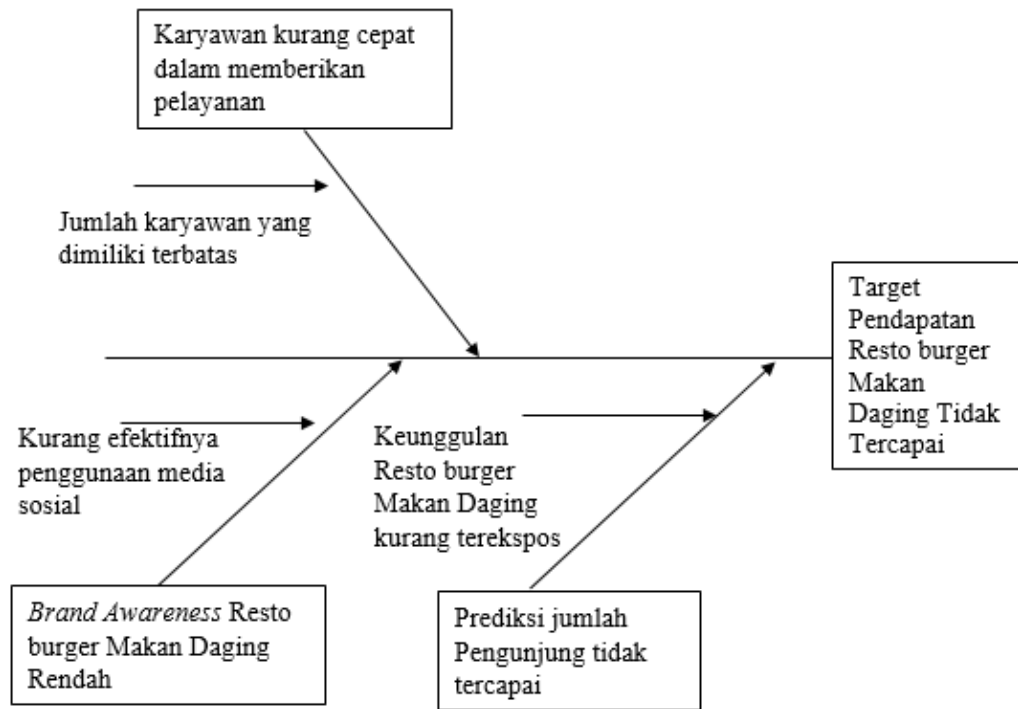 Karyawan kurang cepat
dalam memberikan
pelayanan
Jumlah karyawan yang
dimiliki terbatas
Target
Pendapatan
Resto burger
Makan
Daging Tidak
Tercapai
Kurang efektifnya
penggunaan media
sosial
Keunggulan
Resto burger
Makan Daging
kurang terekspos
Brand Awareness Resto
burger Makan Daging
Rendah
Prediksi jumlah
Pengunjung tidak
tercapai